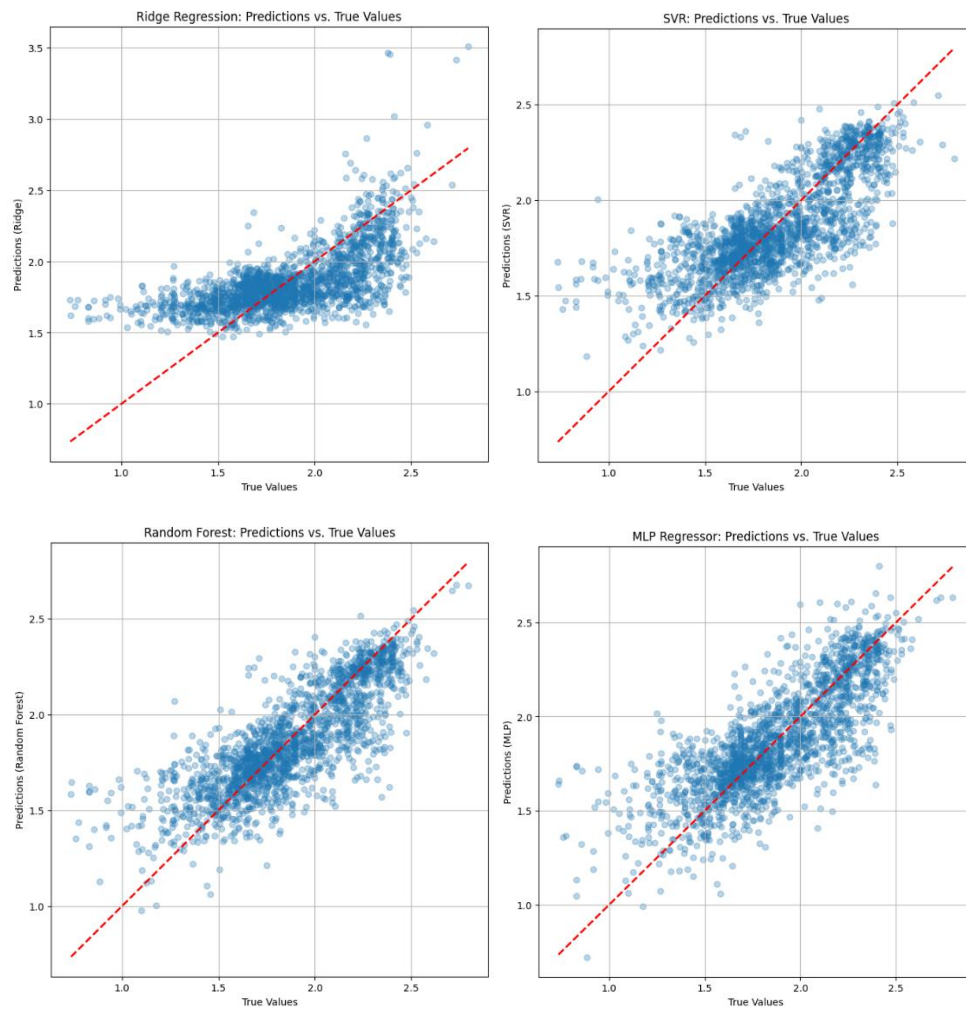 Ridge Regression: Predictions vs. True Values
3.5
3.0
2.5
2.0
1.5
1.0
Predictions (Ridge)
1.0 1.5 2.0 2.5
True Values
SVR: Predictions vs. True Values
2.5
2.0
1.5
1.0
Predictions (SVR)
1.0 1.5 2.0 2.5
True Values
Random Forest: Predictions vs. True Values
2.5
2.0
1.5
1.0
Predictions (Random Forest)
1.0 1.5 2.0 2.5
True Values
MLP Regressor: Predictions vs. True Values
2.5
2.0
1.5
1.0
Predictions (MLP)
1.0 1.5 2.0 2.5
True Values